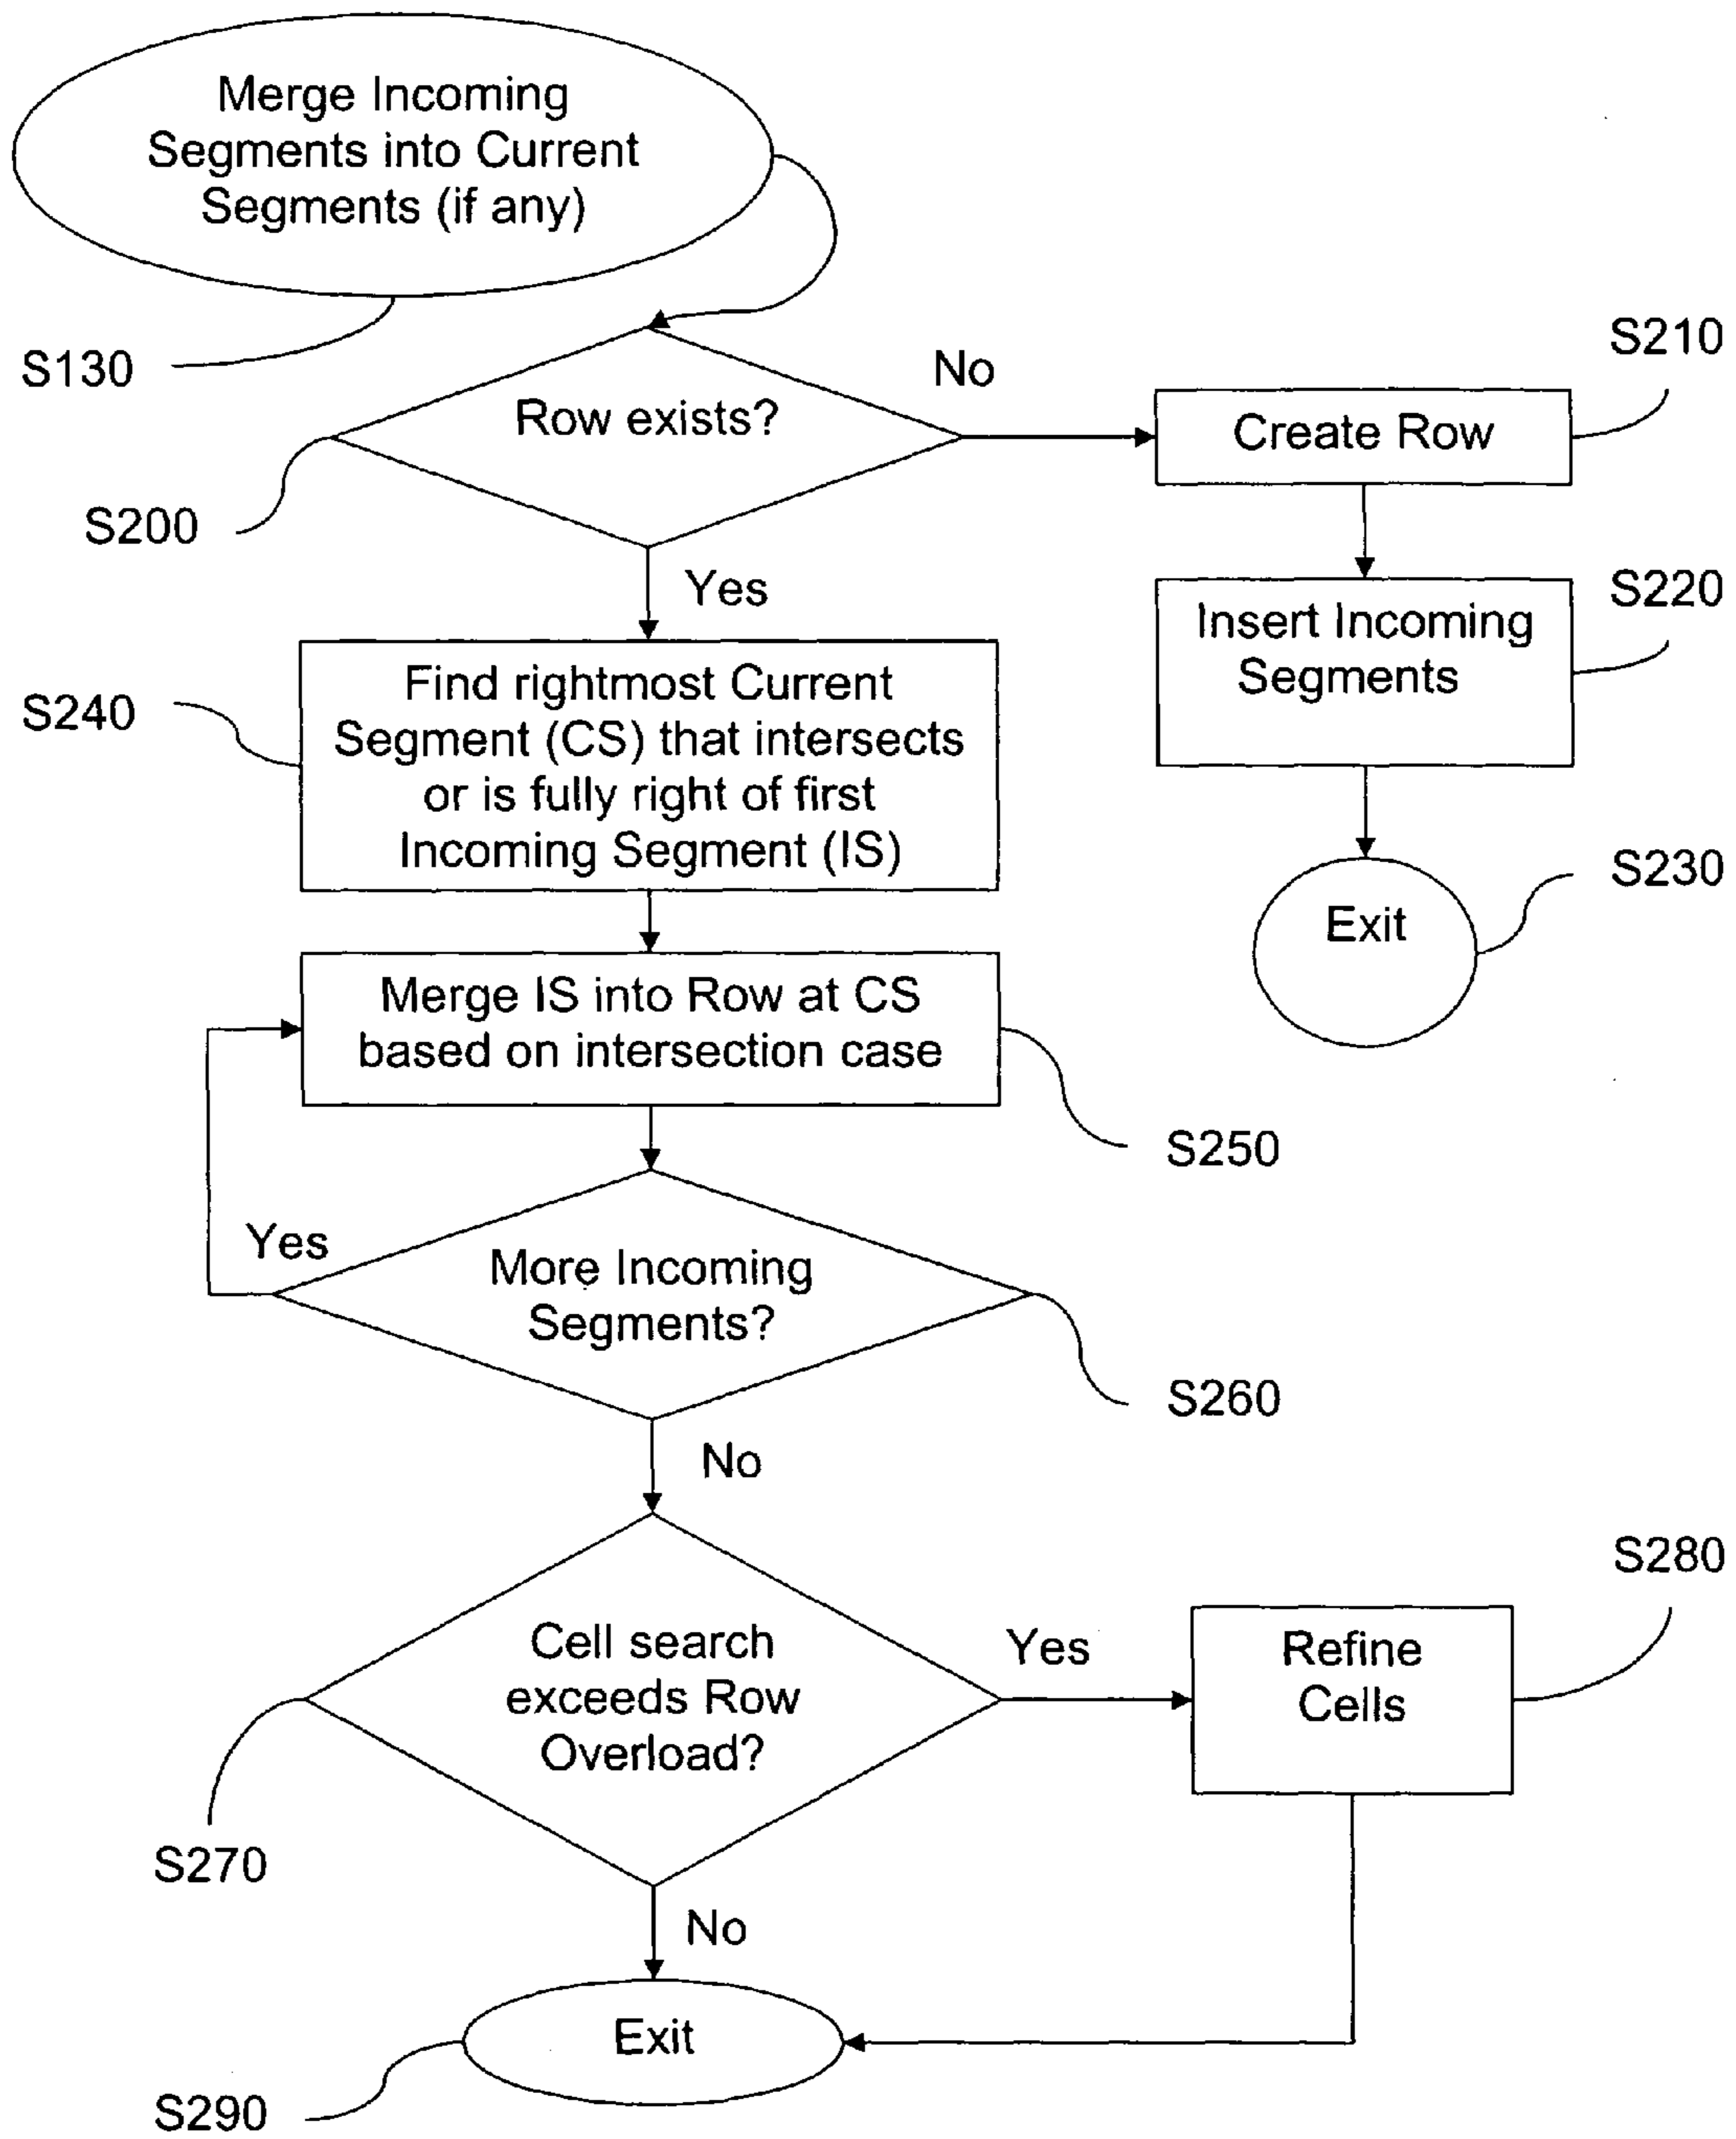 Merge Incoming
Segments into Current
Segments (if any)
S130
Row exists?
No
S210
Create Row
S200
Yes
S220
Insert Incoming
Segments
S240
Find rightmost Current
Segment (CS) that intersects
or is fully right of first
Incoming Segment (IS)
S230
Exit
Merge IS into Row at CS
based on intersection case
S250
Yes
More Incoming
Segments?
S260
No
S280
Cell search
exceeds Row
Overload?
Yes
Refine
Cells
S270
No
Exit
S290